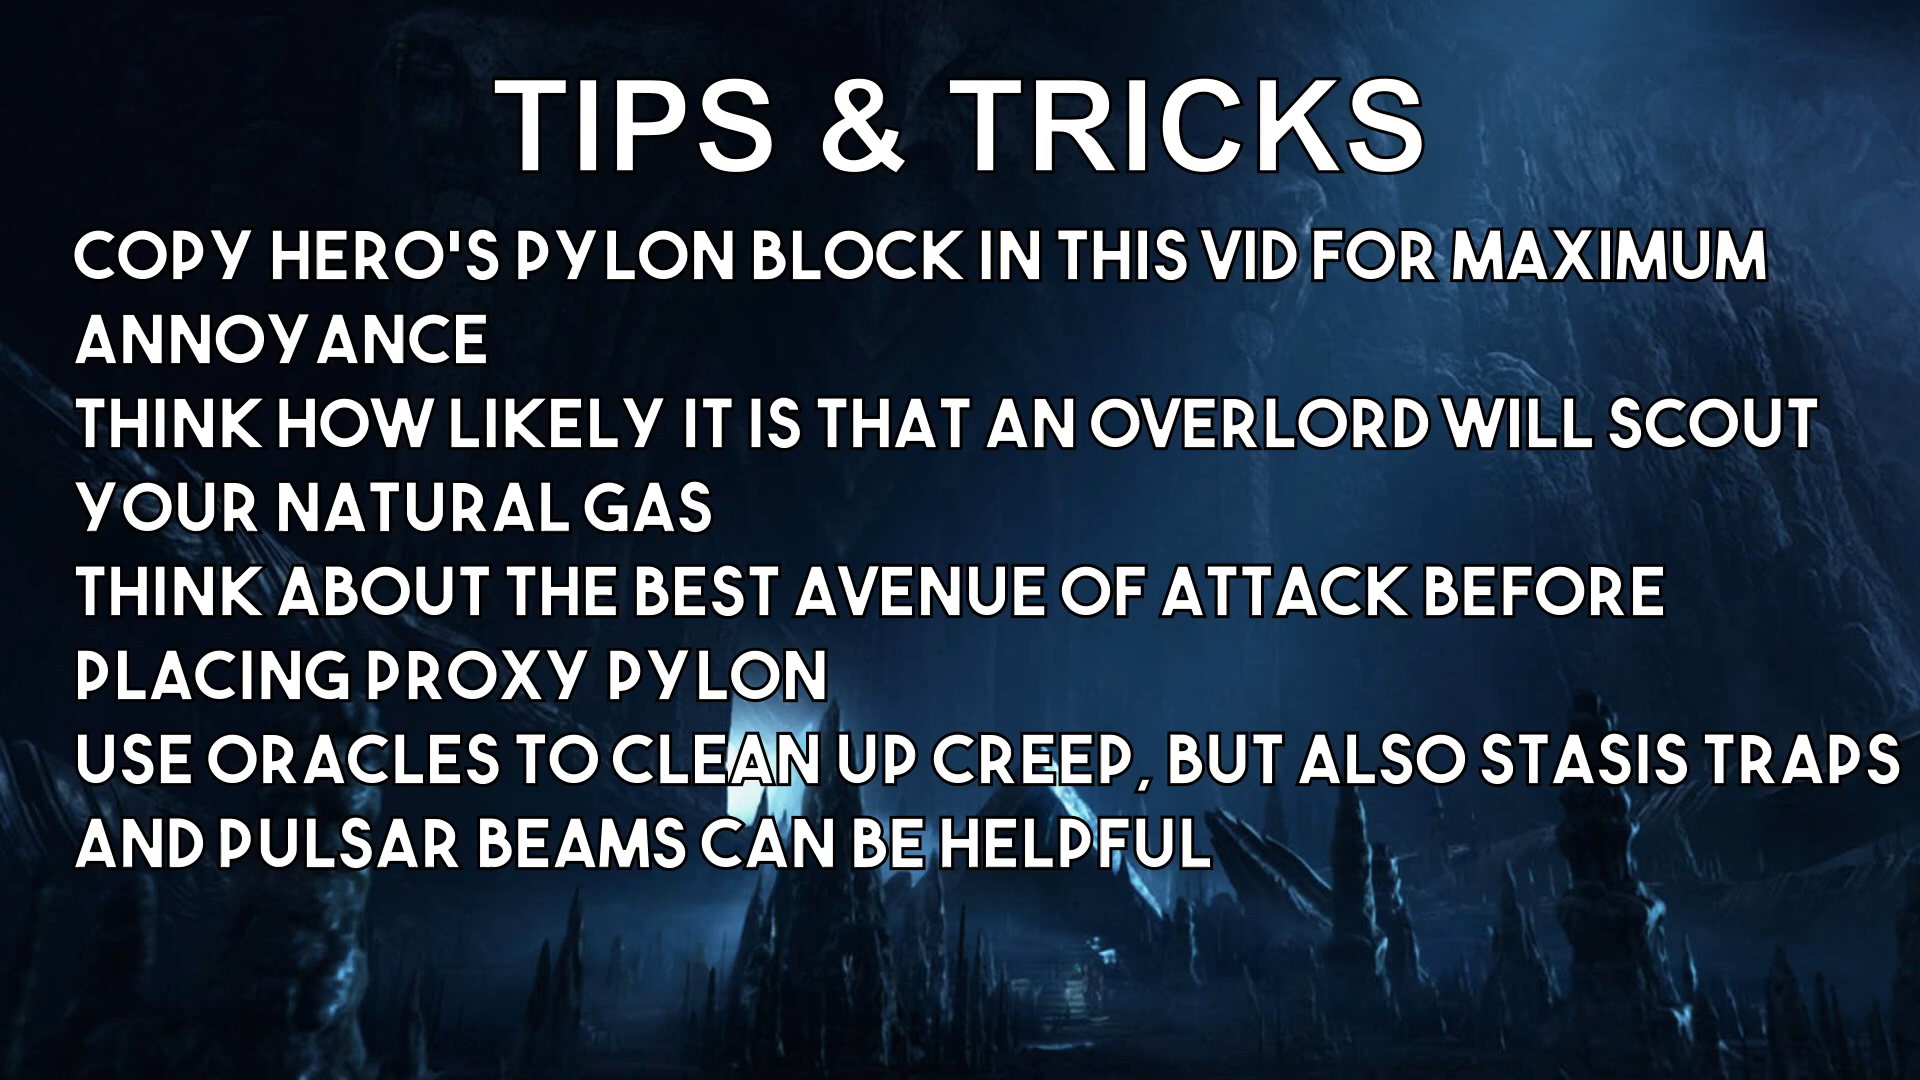 TIPS & TRICKS
COPY HERO'S PYLON BLOCK IN THIS VID FOR MAXIMUM
ANNOYANCE
THINK HOW LIKELY IT IS THAT AN OVERLORD WILL SCOUT
YOUR NATURAL GAS
THINK ABOUT THE BEST AVENUE OF ATTACK BEFORE
PLACING PROXY PYLON
USE ORACLES TO CLEAN UP CREEP, BUT ALSO STASIS TRAPS
AND PULSAR BEAMS CAN BE HELPFUL